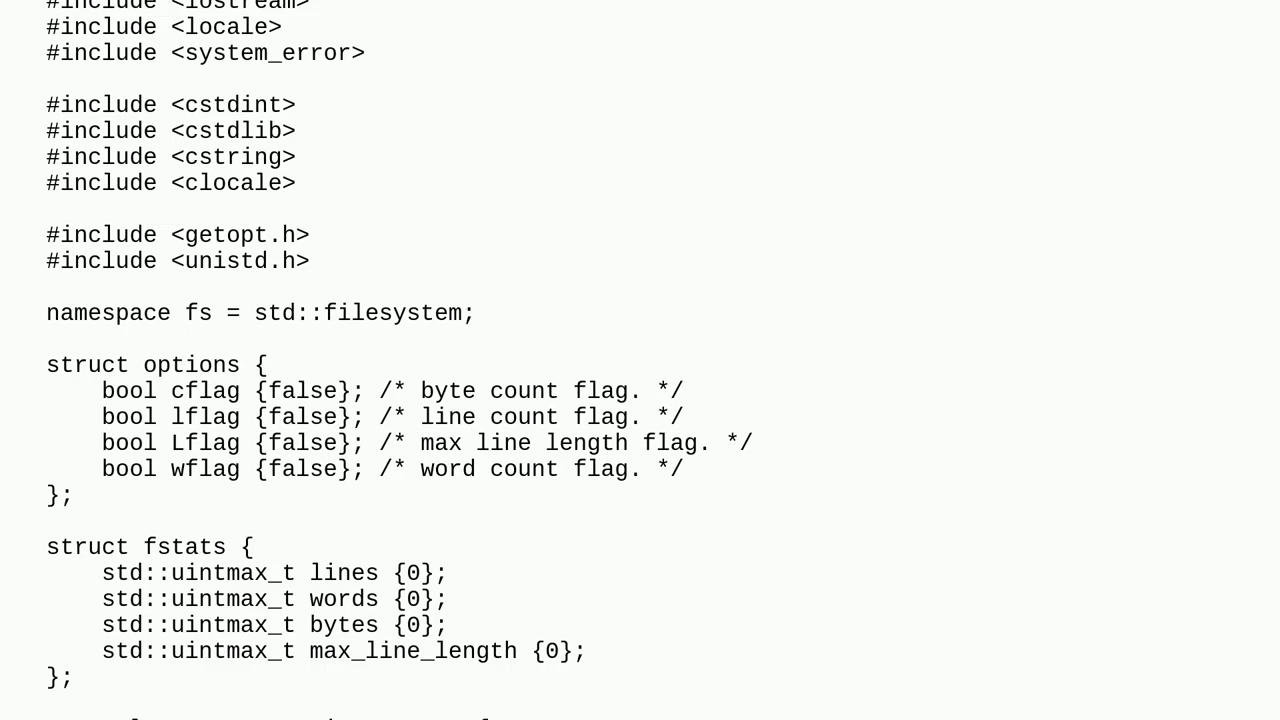 #include <iostream>
#include <locale>
#include <system_error>

#include <cstdint>
#include <cstdlib>
#include <cstring>
#include <clocale>

#include <getopt.h>
#include <unistd.h>

namespace fs = std::filesystem;

struct options {
    bool cflag {false}; /* byte count flag. */
    bool lflag {false}; /* line count flag. */
    bool Lflag {false}; /* max line length flag. */
    bool wflag {false}; /* word count flag. */
};

struct fstats {
    std::uintmax_t lines {0};
    std::uintmax_t words {0};
    std::uintmax_t bytes {0};
    std::uintmax_t max_line_length {0};
};